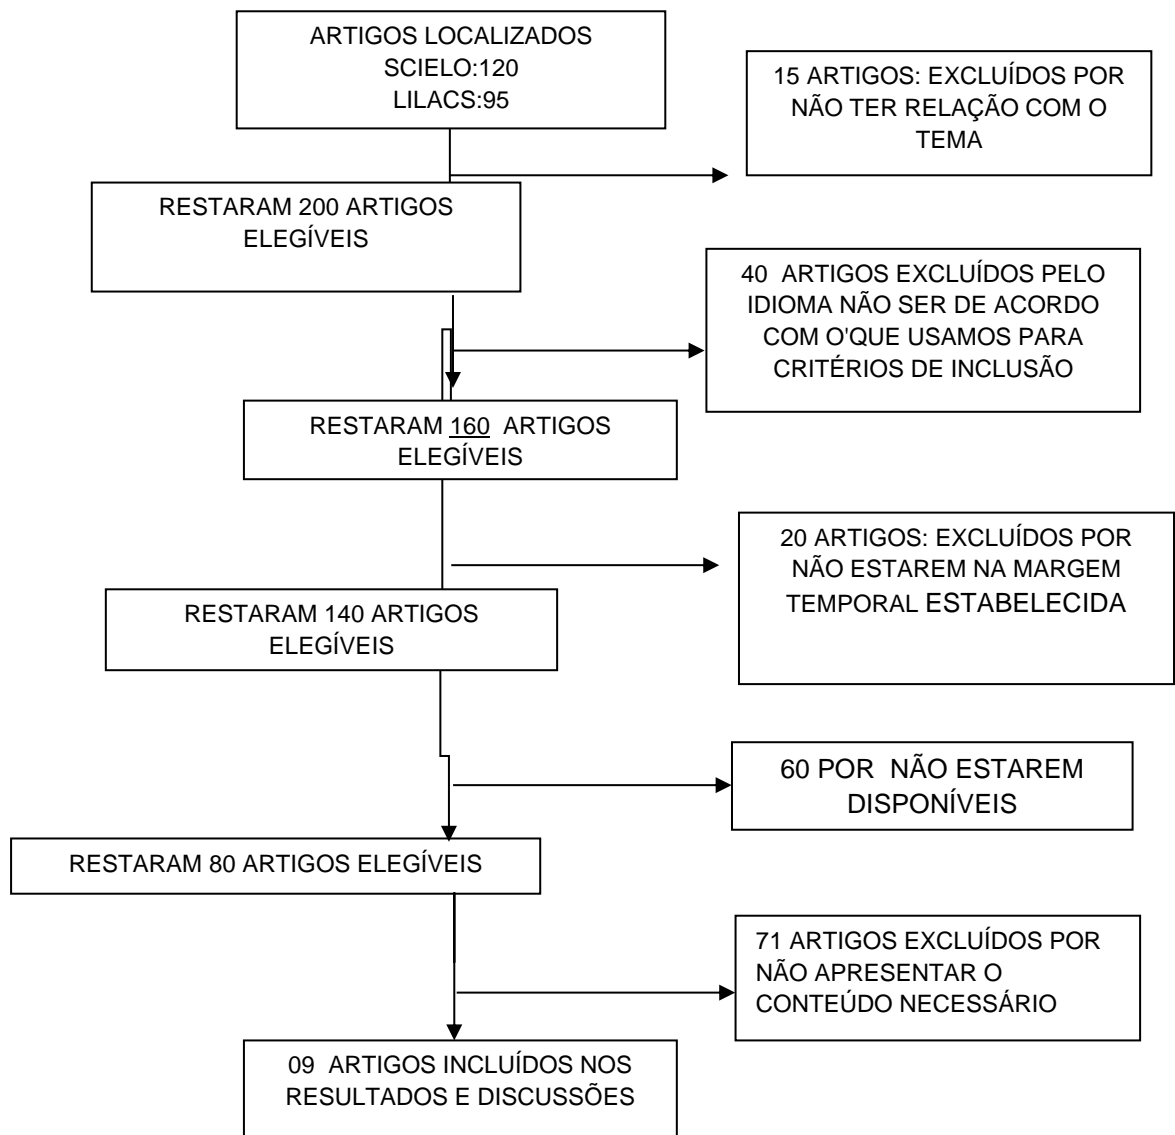 ARTIGOS LOCALIZADOS
SCIELO:120
LILACS:95
15 ARTIGOS: EXCLUÍDOS POR
NÃO TER RELAÇÃO COM O
TEMA
RESTARAM 200 ARTIGOS
ELEGÍVEIS
40 ARTIGOS EXCLUÍDOS PELO
IDIOMA NÃO SER DE ACORDO
COM O'QUE USAMOS PARA
CRITÉRIOS DE INCLUSÃO
RESTARAM 160 ARTIGOS
ELEGÍVEIS
20 ARTIGOS: EXCLUÍDOS POR
NÃO ESTAREM NA MARGEM
TEMPORAL ESTABELECIDA
RESTARAM 140 ARTIGOS
ELEGÍVEIS
60 POR NÃO ESTAREM
DISPONÍVEIS
RESTARAM 80 ARTIGOS ELEGÍVEIS
71 ARTIGOS EXCLUÍDOS POR
NÃO APRESENTAR O
CONTEÚDO NECESSÁRIO
09 ARTIGOS INCLUÍDOS NOS
RESULTADOS E DISCUSSÕES